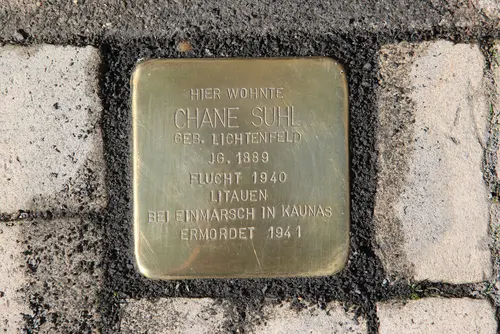 HIER WOHNTE
CHANE SUHL
GEB. LICHTENFELD
JG. 1889
FLUCHT 1940
LITAUEN
BEI EINMARSCH IN KAUNAS
ERMORDET 1941